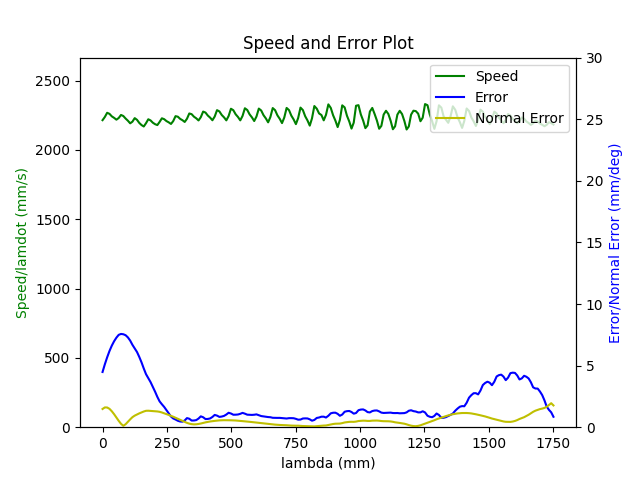 Speed and Error Plot
Speed
Error
Normal Error
Speed/lamdot (mm/s)
2500
2000
1500
1000
500
0
Error/Normal Error (mm/deg)
30
25
20
15
10
5
0
0 250 500 750 1000 1250 1500 1750
lambda (mm)